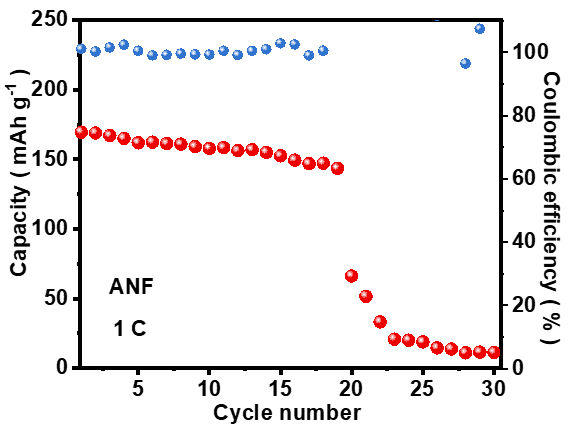 250
200
150
100
50
0
Capacity ( mAh g⁻¹)
100
80
60
40
20
0
Coulombic efficiency ( % )
ANF
1 C
5 10 15 20 25 30
Cycle number